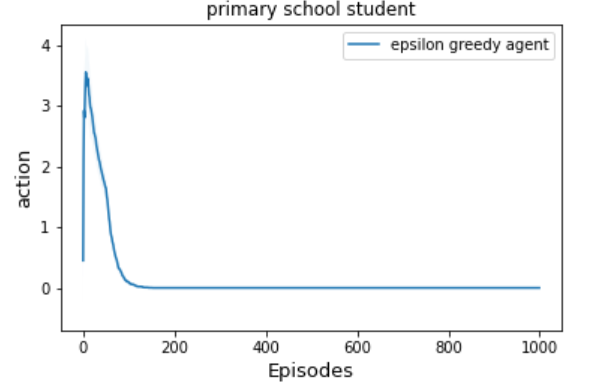 primary school student
epsilon greedy agent
4
3
2
1
0
action
0 200 400 600 800 1000
Episodes